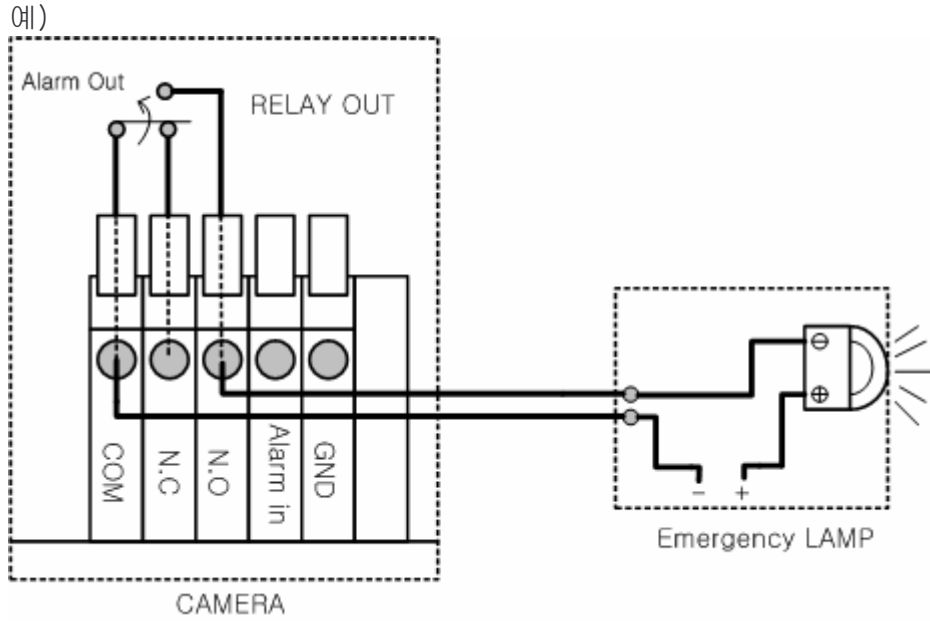 예)
Alarm Out
RELAY OUT
COM
N.C
N.O
Alarm in
GND
- +
Emergency LAMP
CAMERA